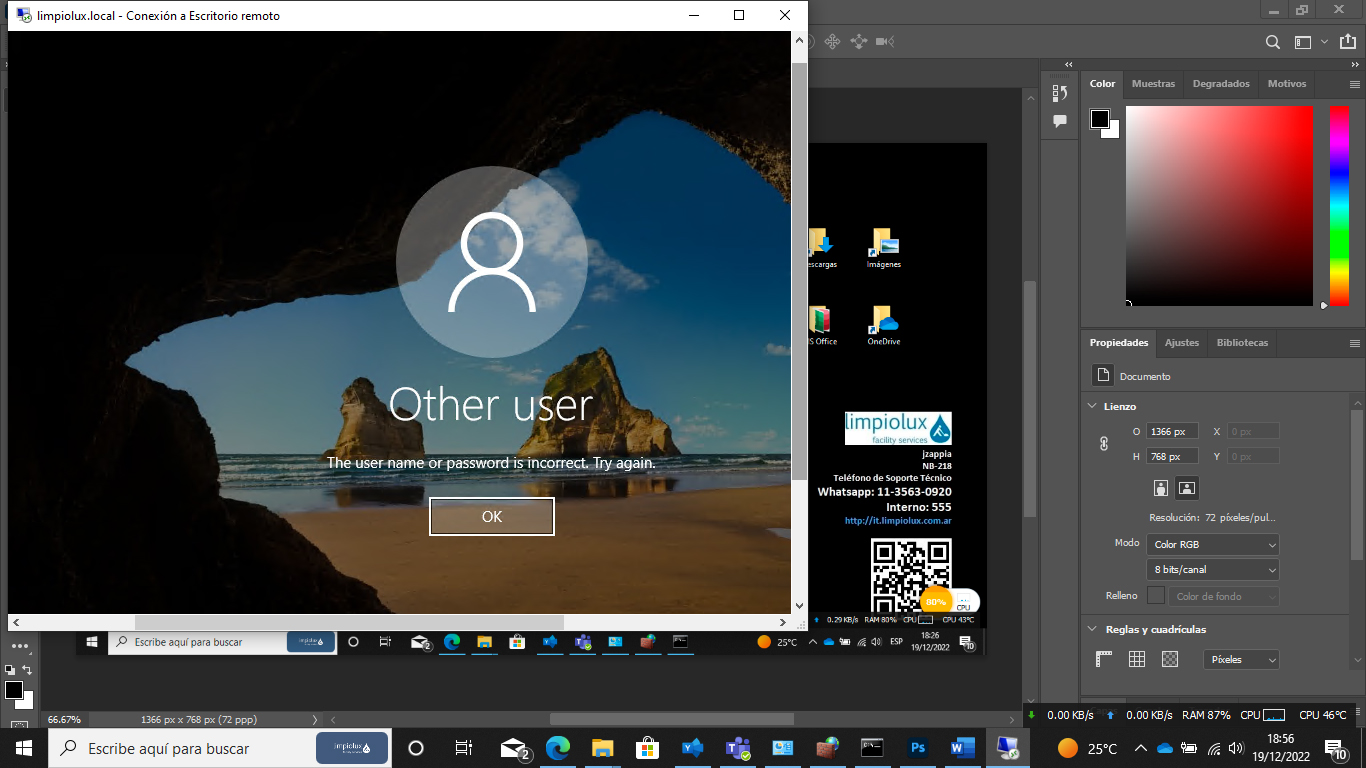 limpiolux.local - Conexión a Escritorio remoto
Other user
The user name or password is incorrect. Try again.
OK
escargas
Imágenes
S Office
OneDrive
limpiolux
facility services
jzappia
NB-218
Teléfono de Soporte Técnico
Whatsapp: 11-3563-0920
Interno: 555
http://it.limpiolux.com.ar
80%
CPU
0.29 KB/s RAM 80% CPU CPU 43°C
Escribe aquí para buscar
limpiolux
2
25°C
ESP
18:26
19/12/2022
10
66.67%
1366 px x 768 px (72 ppp)
Color
Muestras
Degradados
Motivos
Propiedades
Ajustes
Bibliotecas
Documento
Lienzo
O 1366 px X 0 px
H 768 px Y 0 px
Resolución: 72 píxeles/pul...
Modo Color RGB
8 bits/canal
Relleno Color de fondo
Reglas y cuadrículas
Píxeles
0.00 KB/s 0.00 KB/s RAM 87% CPU CPU 46°C
Escribe aquí para buscar
limpiolux
2
Ps
W
25°C
18:56
19/12/2022
10